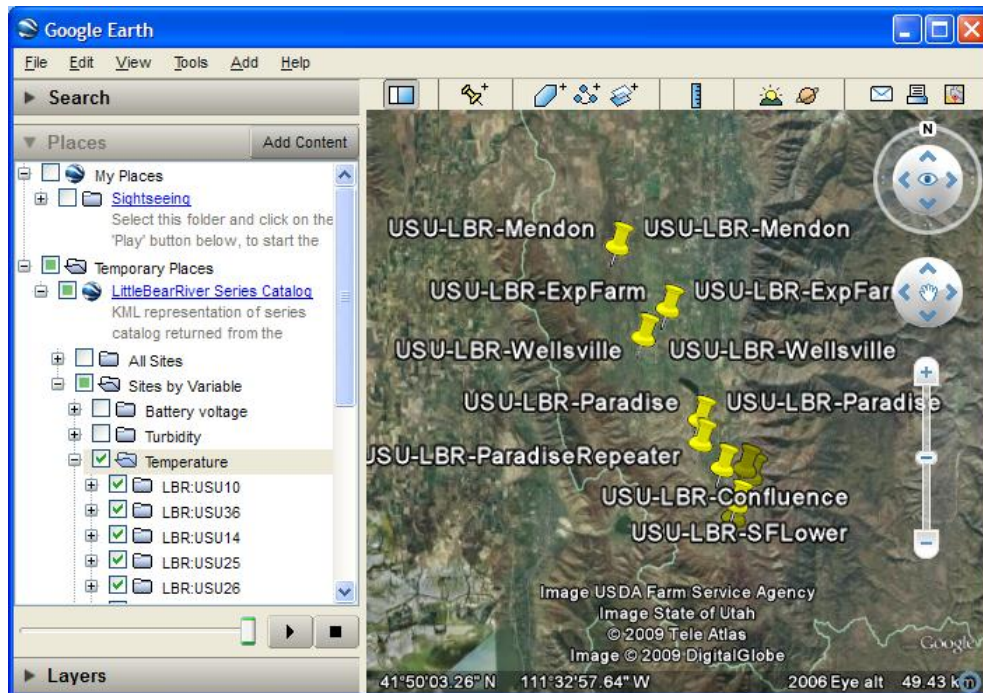 Google Earth
File Edit View Tools Add Help
Search
Places
Add Content
My Places
Sightseeing
Select this folder and click on the
'Play' button below, to start the
Temporary Places
LittleBearRiver Series Catalog
KML representation of series
catalog returned from the
All Sites
Sites by Variable
Battery voltage
Turbidity
Temperature
LBR:USU10
LBR:USU36
LBR:USU14
LBR:USU25
LBR:USU26
Layers
N
USU-LBR-Mendon USU-LBR-Mendon
USU-LBR-ExpFarm USU-LBR-ExpFar
USU-LBR-Wellsville USU-LBR-Wellsville
USU-LBR-Paradise USU-LBR-Paradise
USU-LBR-ParadiseRepeater
USU-LBR-Confluence
USU-LBR-SFLower
Image USDA Farm Service Agency
Image State of Utah
© 2009 Tele Atlas
Image © 2009 DigitalGlobe
Google
41°50'03.26" N 111°32'57.64" W 2006 Eye alt 49.43 km